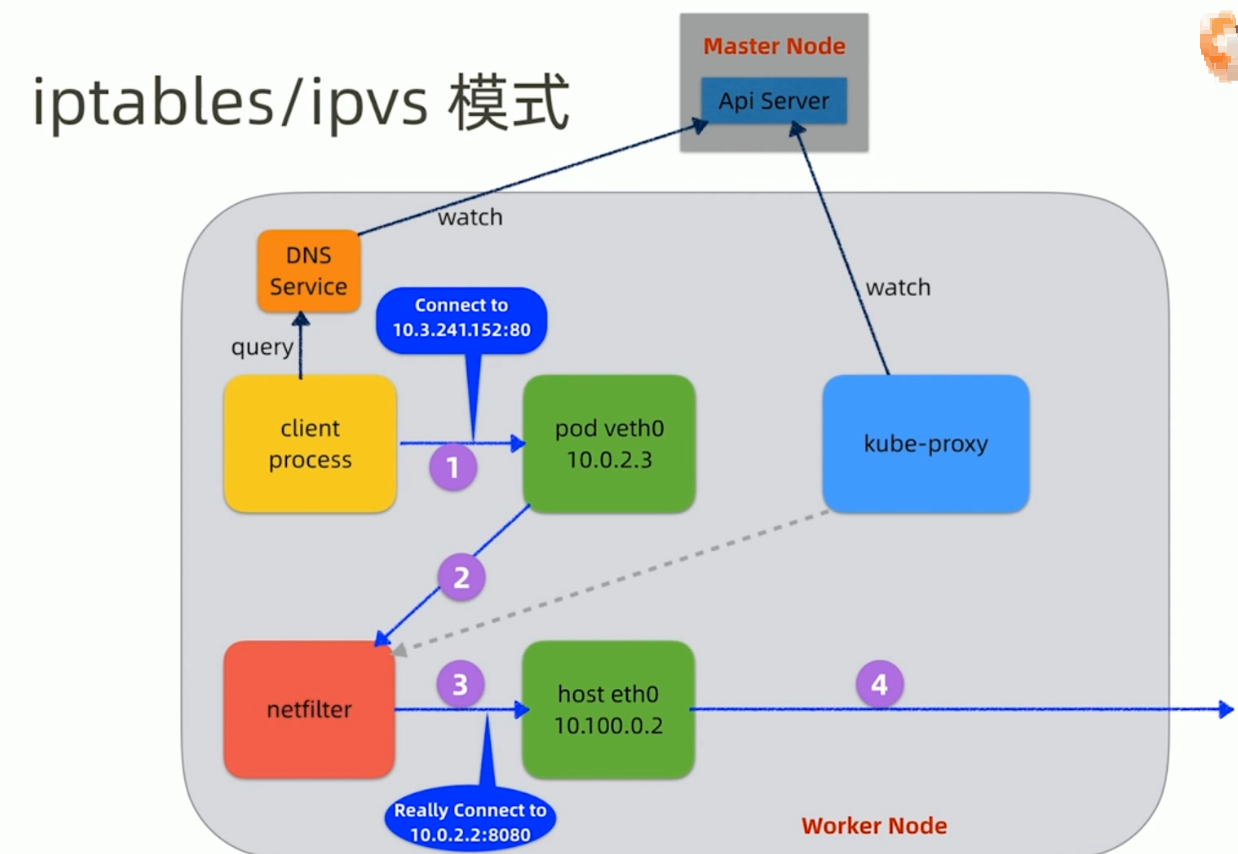 Master Node
Api Server
iptables/ipvs 模式
watch
DNS
Service
watch
Connect to
10.3.241.152:80
query
client
process
pod veth0
10.0.2.3
kube-proxy
1
2
netfilter
3
host eth0
10.100.0.2
4
Really Connect to
10.0.2.2:8080
Worker Node